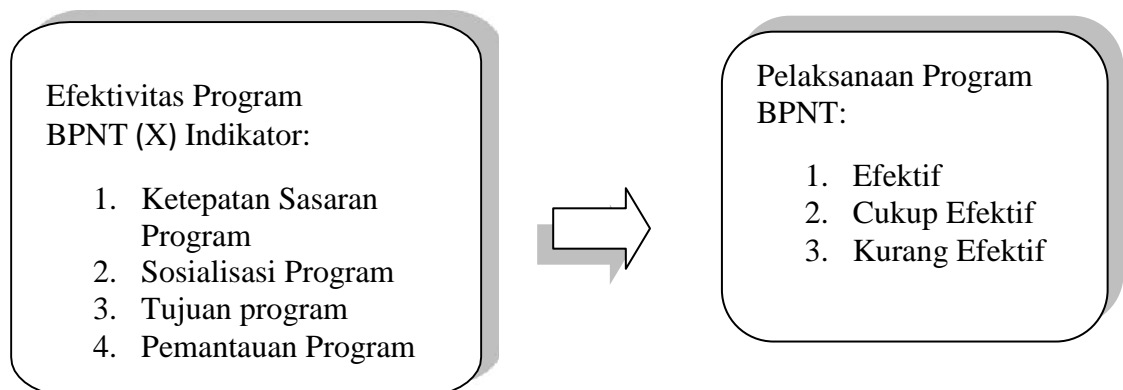 Efektivitas Program
BPNT (X) Indikator:
1. Ketepatan Sasaran
Program
2. Sosialisasi Program
3. Tujuan program
4. Pemantauan Program
Pelaksanaan Program
BPNT:
1. Efektif
2. Cukup Efektif
3. Kurang Efektif